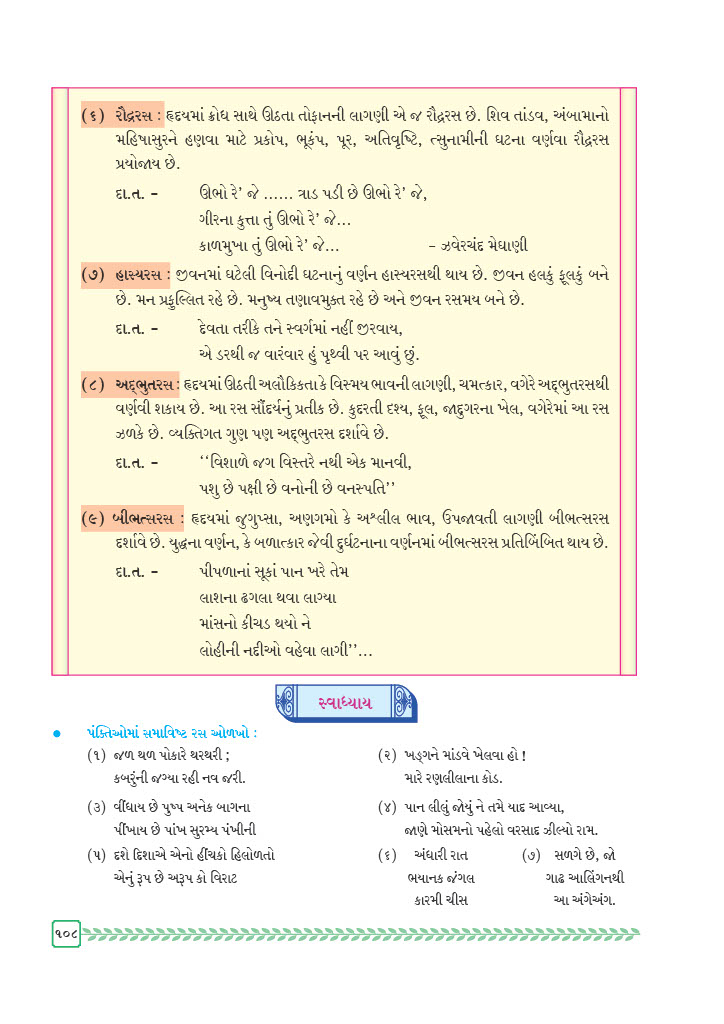 (૬) રૌદ્રરસ : હૃદયમાં ક્રોધ સાથે ઊઠતા તોફાનની લાગણી એ જ રૌદ્રરસ છે. શિવ તાંડવ, અંબામાનો
મહિષાસુરને હણવા માટે પ્રકોપ, ભૂકંપ, પૂર, અતિવૃષ્ટિ, ત્સુનામીની ઘટના વર્ણવા રૌદ્રરસ
પ્રયોજાય છે.
દા.ત. – ઊભો રે’ જે ...... ત્રાડ પડી છે ઊભો રે’ જે,
ગીરના કુત્તા તું ઊભો રે’ જે...
કાળમુખા તું ઊભો રે’ જે... – ઝવેરચંદ મેઘાણી
(૭) હાસ્યરસ : જીવનમાં ઘટેલી વિનોદી ઘટનાનું વર્ણન હાસ્યરસથી થાય છે. જીવન હલકું ફૂલકું બને
છે. મન પ્રફુલ્લિત રહે છે. મનુષ્ય તણાવમુક્ત રહે છે અને જીવન રસમય બને છે.
દા.ત. – દેવતા તરીકે તને સ્વર્ગમાં નહીં જીરવાય,
એ ડરથી જ વારંવાર હું પૃથ્વી પર આવું છું.
(૮) અદ્‌ભુતરસ : હૃદયમાં ઊઠતી અલૌકિકતા કે વિસ્મય ભાવની લાગણી, ચમત્કાર, વગેરે અદ્‌ભુતરસથી
વર્ણવી શકાય છે. આ રસ સૌંદર્યનું પ્રતીક છે. કુદરતી દૃશ્ય, ફૂલ, જાદુગરના ખેલ, વગેરેમાં આ રસ
ઝળકે છે. વ્યક્તિગત ગુણ પણ અદ્‌ભુતરસ દર્શાવે છે.
દા.ત. – ‘‘વિશાળે જગ વિસ્તરે નથી એક માનવી,
પશુ છે પક્ષી છે વનોની છે વનસ્પતિ’’
(૯) બીભત્સરસ : હૃદયમાં જુગુપ્સા, અણગમો કે અશ્લીલ ભાવ, ઉપજાવતી લાગણી બીભત્સરસ
દર્શાવે છે. યુદ્ધના વર્ણન, કે બળાત્કાર જેવી દુર્ઘટનાના વર્ણનમાં બીભત્સરસ પ્રતિબિંબિત થાય છે.
દા.ત. – પીપળાનાં સૂકાં પાન ખરે તેમ
લાશના ઢગલા થવા લાગ્યા
માંસનો કીચડ થયો ને
લોહીની નદીઓ વહેવા લાગી’’...
સ્વાધ્યાય
● પંક્તિઓમાં સમાવિષ્ટ રસ ઓળખો :
(૧) જળ થળ પોકારે થરથરી ;
કબરુંની જગ્યા રહી નવ જરી.
(૨) ખડ્‌ગને માંડવે ખેલવા હો !
મારે રણલીલાના કોડ.
(૩) વીંધાય છે પુષ્પ અનેક બાગના
પીંખાય છે પાંખ સુરમ્ય પંખીની
(૪) પાન લીલું જોયું ને તમે યાદ આવ્યા,
જાણે મોસમનો પહેલો વરસાદ ઝીલ્યો રામ.
(૫) દશે દિશાએ એનો હીંચકો હિલોળતો
એનું રૂપ છે અરૂપ કો વિરાટ
(૬) અંધારી રાત
ભયાનક જંગલ
કારમી ચીસ
(૭) સળગે છે, જો
ગાઢ આલિંગનથી
આ અંગેઅંગ.
૧૦૮